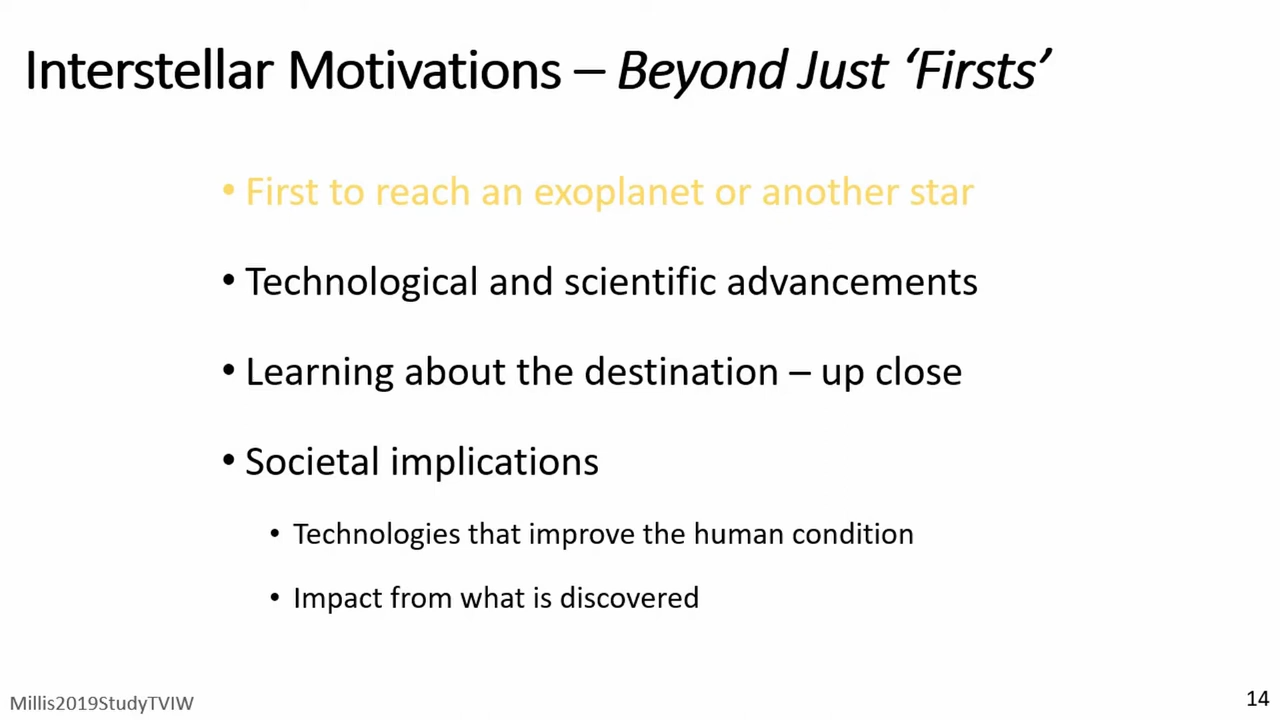 Interstellar Motivations – Beyond Just ‘Firsts’
• First to reach an exoplanet or another star
• Technological and scientific advancements
• Learning about the destination – up close
• Societal implications
• Technologies that improve the human condition
• Impact from what is discovered
Millis2019StudyTVIW
14